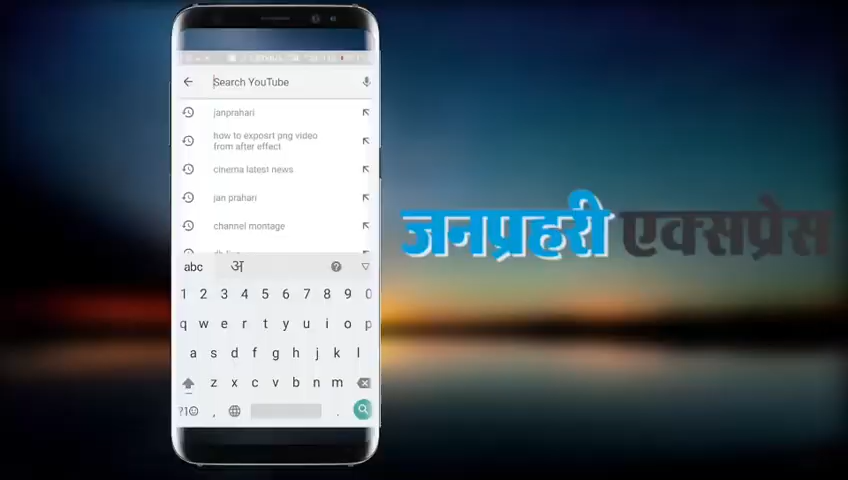 Search YouTube
janprahari
how to exposrt png video
from after effect
cinema latest news
jan prahari
channel montage
abc अ
1 2 3 4 5 6 7 8 9 0
q w e r t y u i o p
a s d f g h j k l
z x c v b n m
?1☺ , .
जनप्रहरी एक्सप्रेस